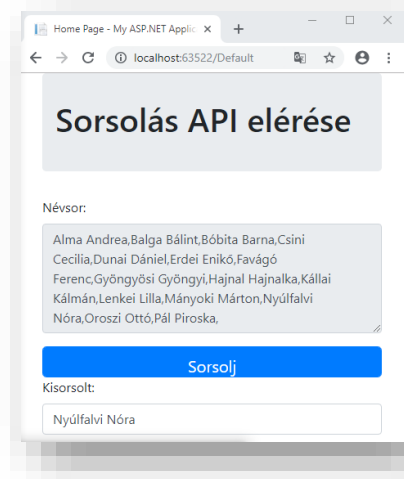 Home Page - My ASP.NET Applic
localhost:63522/Default
Sorsolás API elérése
Névsor:
Alma Andrea,Balga Bálint,Bóbita Barna,Csini
Cecilia,Dunai Dániel,Erdei Enikő,Favágó
Ferenc,Gyöngyösi Gyöngyi,Hajnal Hajnalka,Kállai
Kálmán,Lenkei Lilla,Mányoki Márton,Nyúlfalvi
Nóra,Oroszi Ottó,Pál Piroska,
Sorsolj
Kisorsolt:
Nyúlfalvi Nóra